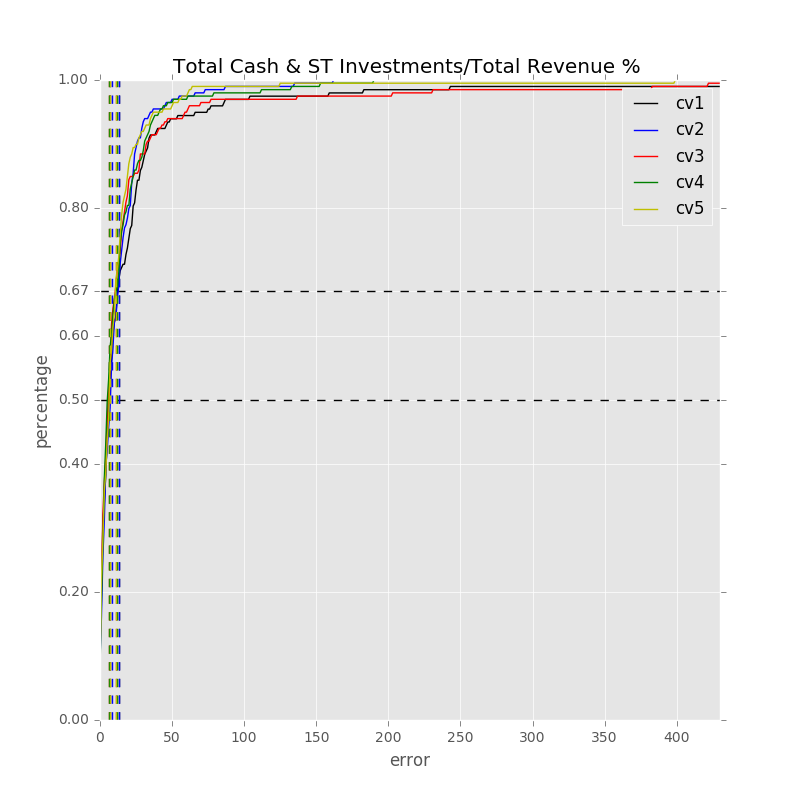 Total Cash & ST Investments/Total Revenue %
1.00
0.80
0.67
0.60
0.50
0.40
0.20
0.00
percentage
cv1
cv2
cv3
cv4
cv5
0 50 100 150 200 250 300 350 400
error